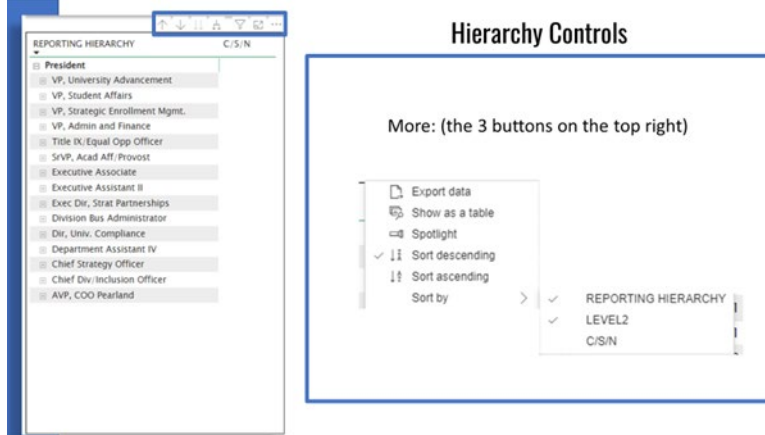 REPORTING HIERARCHY C/S/N
President
VP, University Advancement
VP, Student Affairs
VP, Strategic Enrollment Mgmt.
VP, Admin and Finance
Title IX/Equal Opp Officer
SrVP, Acad Aff/Provost
Executive Associate
Executive Assistant II
Exec Dir, Strat Partnerships
Division Bus Administrator
Dir, Univ. Compliance
Department Assistant IV
Chief Strategy Officer
Chief Div/Inclusion Officer
AVP, COO Pearland
Hierarchy Controls
More: (the 3 buttons on the top right)
Export data
Show as a table
Spotlight
Sort descending
Sort ascending
Sort by
REPORTING HIERARCHY
LEVEL2
C/S/N